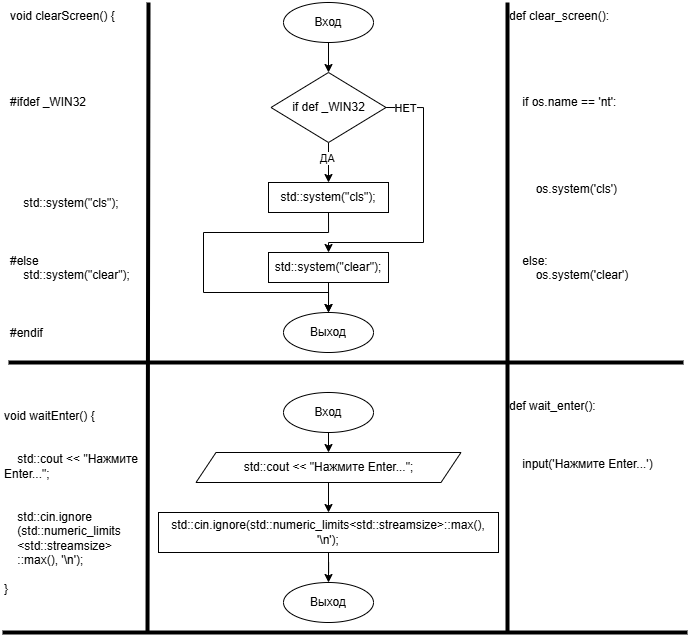 void clearScreen() {
#ifdef _WIN32
std::system("cls");
#else
std::system("clear");
#endif
Вход
if def _WIN32
НЕТ
ДА
std::system("cls");
std::system("clear");
Выход
def clear_screen():
if os.name == 'nt':
os.system('cls')
else:
os.system('clear')
void waitEnter() {
std::cout << "Нажмите
Enter...";
std::cin.ignore
(std::numeric_limits
<std::streamsize>
::max(), '\n');
}
Вход
std::cout << "Нажмите Enter...";
std::cin.ignore(std::numeric_limits<std::streamsize>::max(),
'\n');
Выход
def wait_enter():
input('Нажмите Enter...')